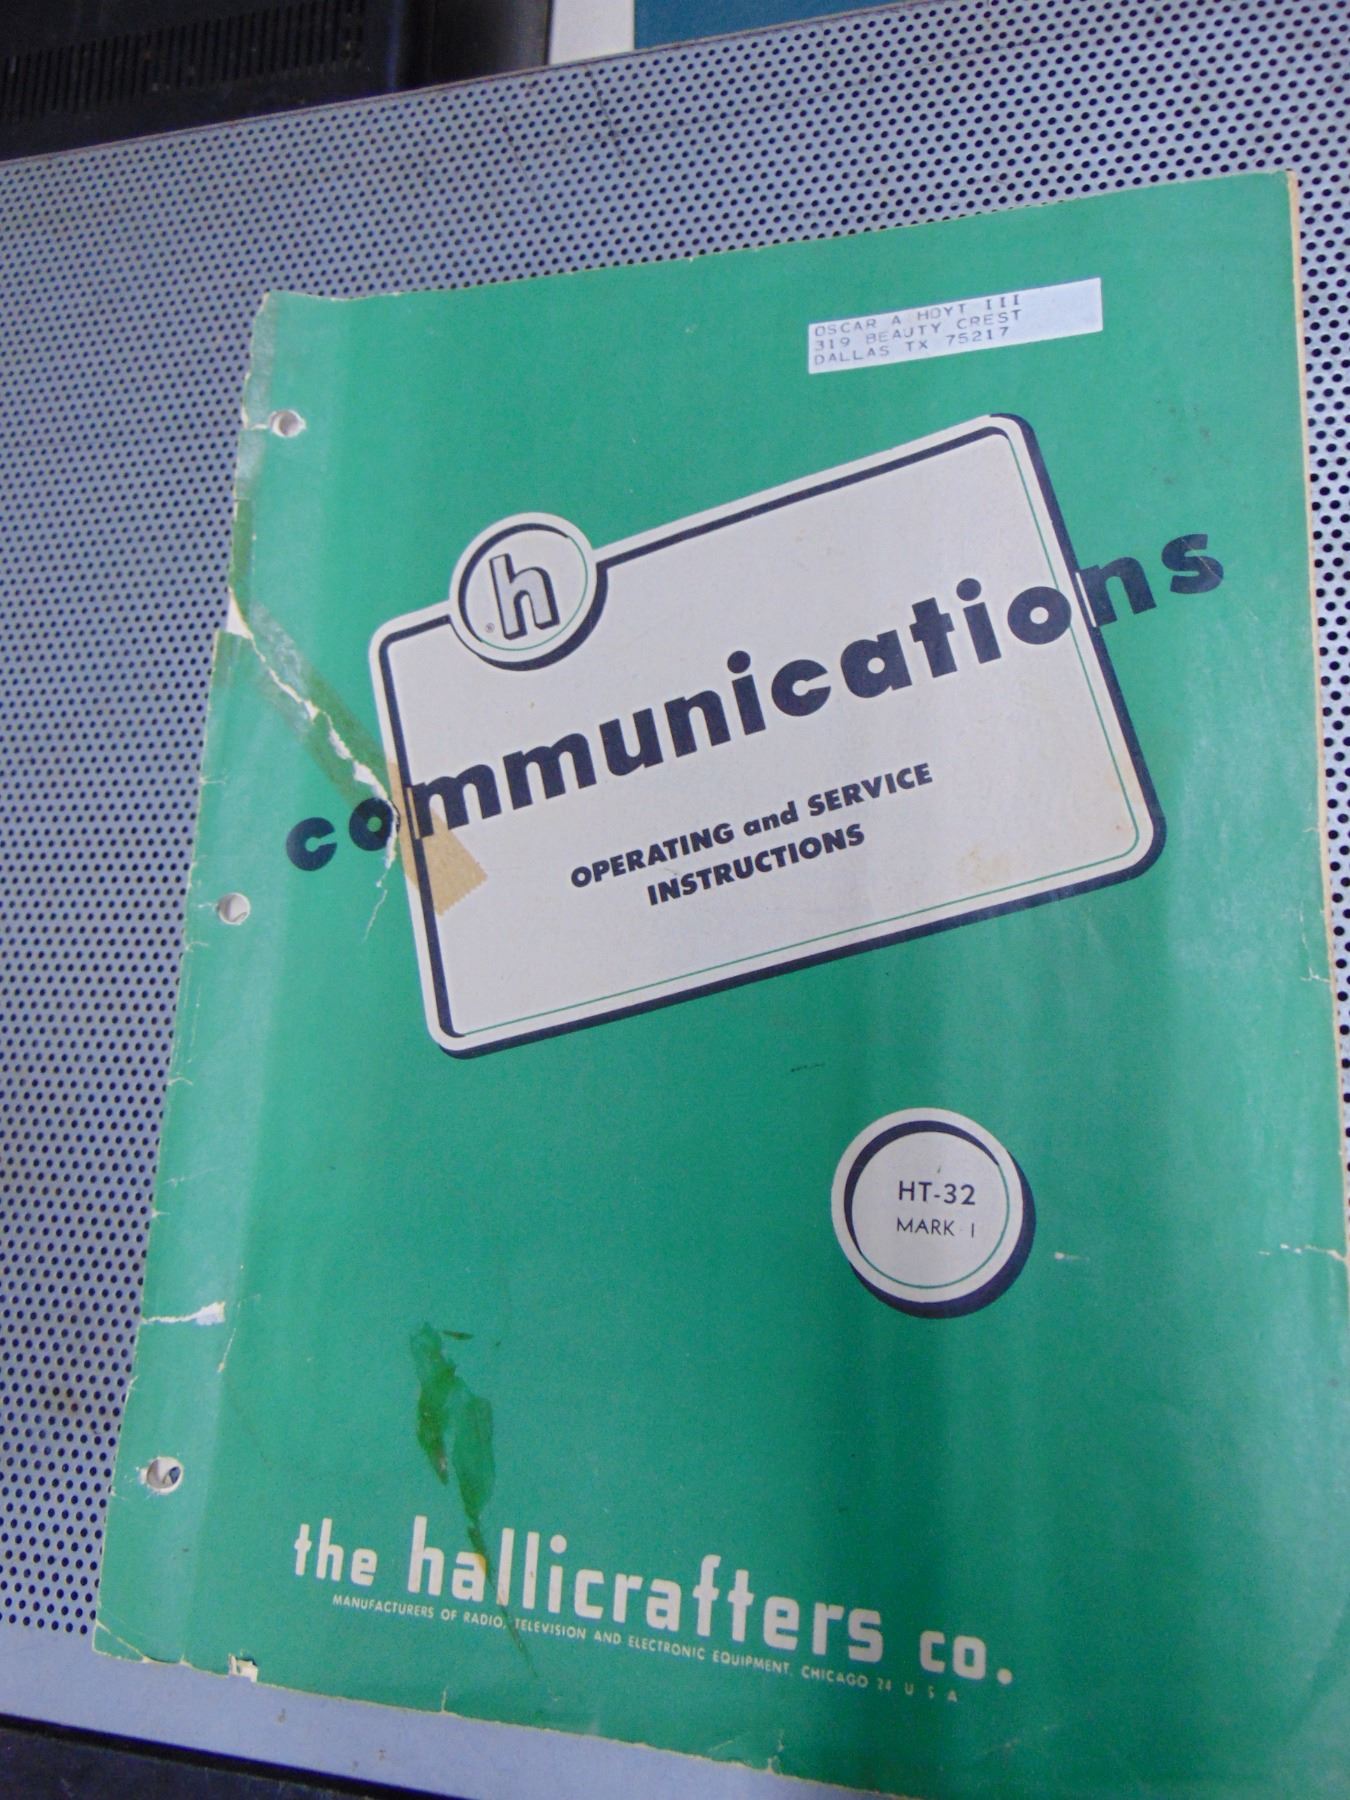 OSCAR A HOYT III
319 BEAUTY CREST
DALLAS TX 75217
h
®
communications
OPERATING and SERVICE
INSTRUCTIONS
HT-32
MARK-I
the hallicrafters co.
MANUFACTURERS OF RADIO, TELEVISION AND ELECTRONIC EQUIPMENT, CHICAGO 24 U S A